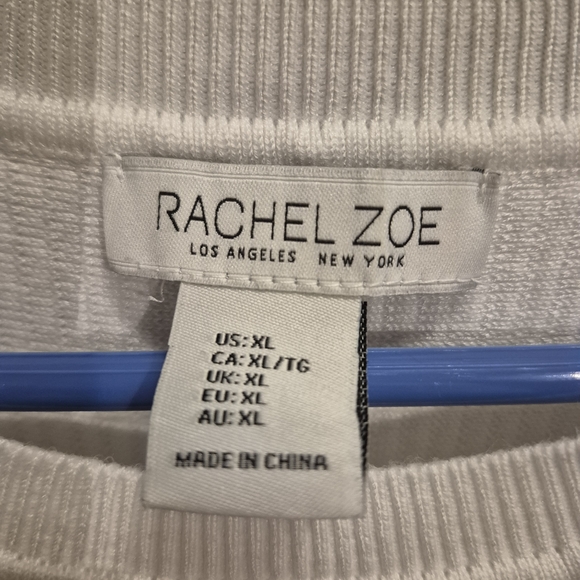 RACHEL ZOE
LOS ANGELES NEW YORK
US: XL
CA: XL/TG
UK: XL
EU: XL
AU: XL
MADE IN CHINA